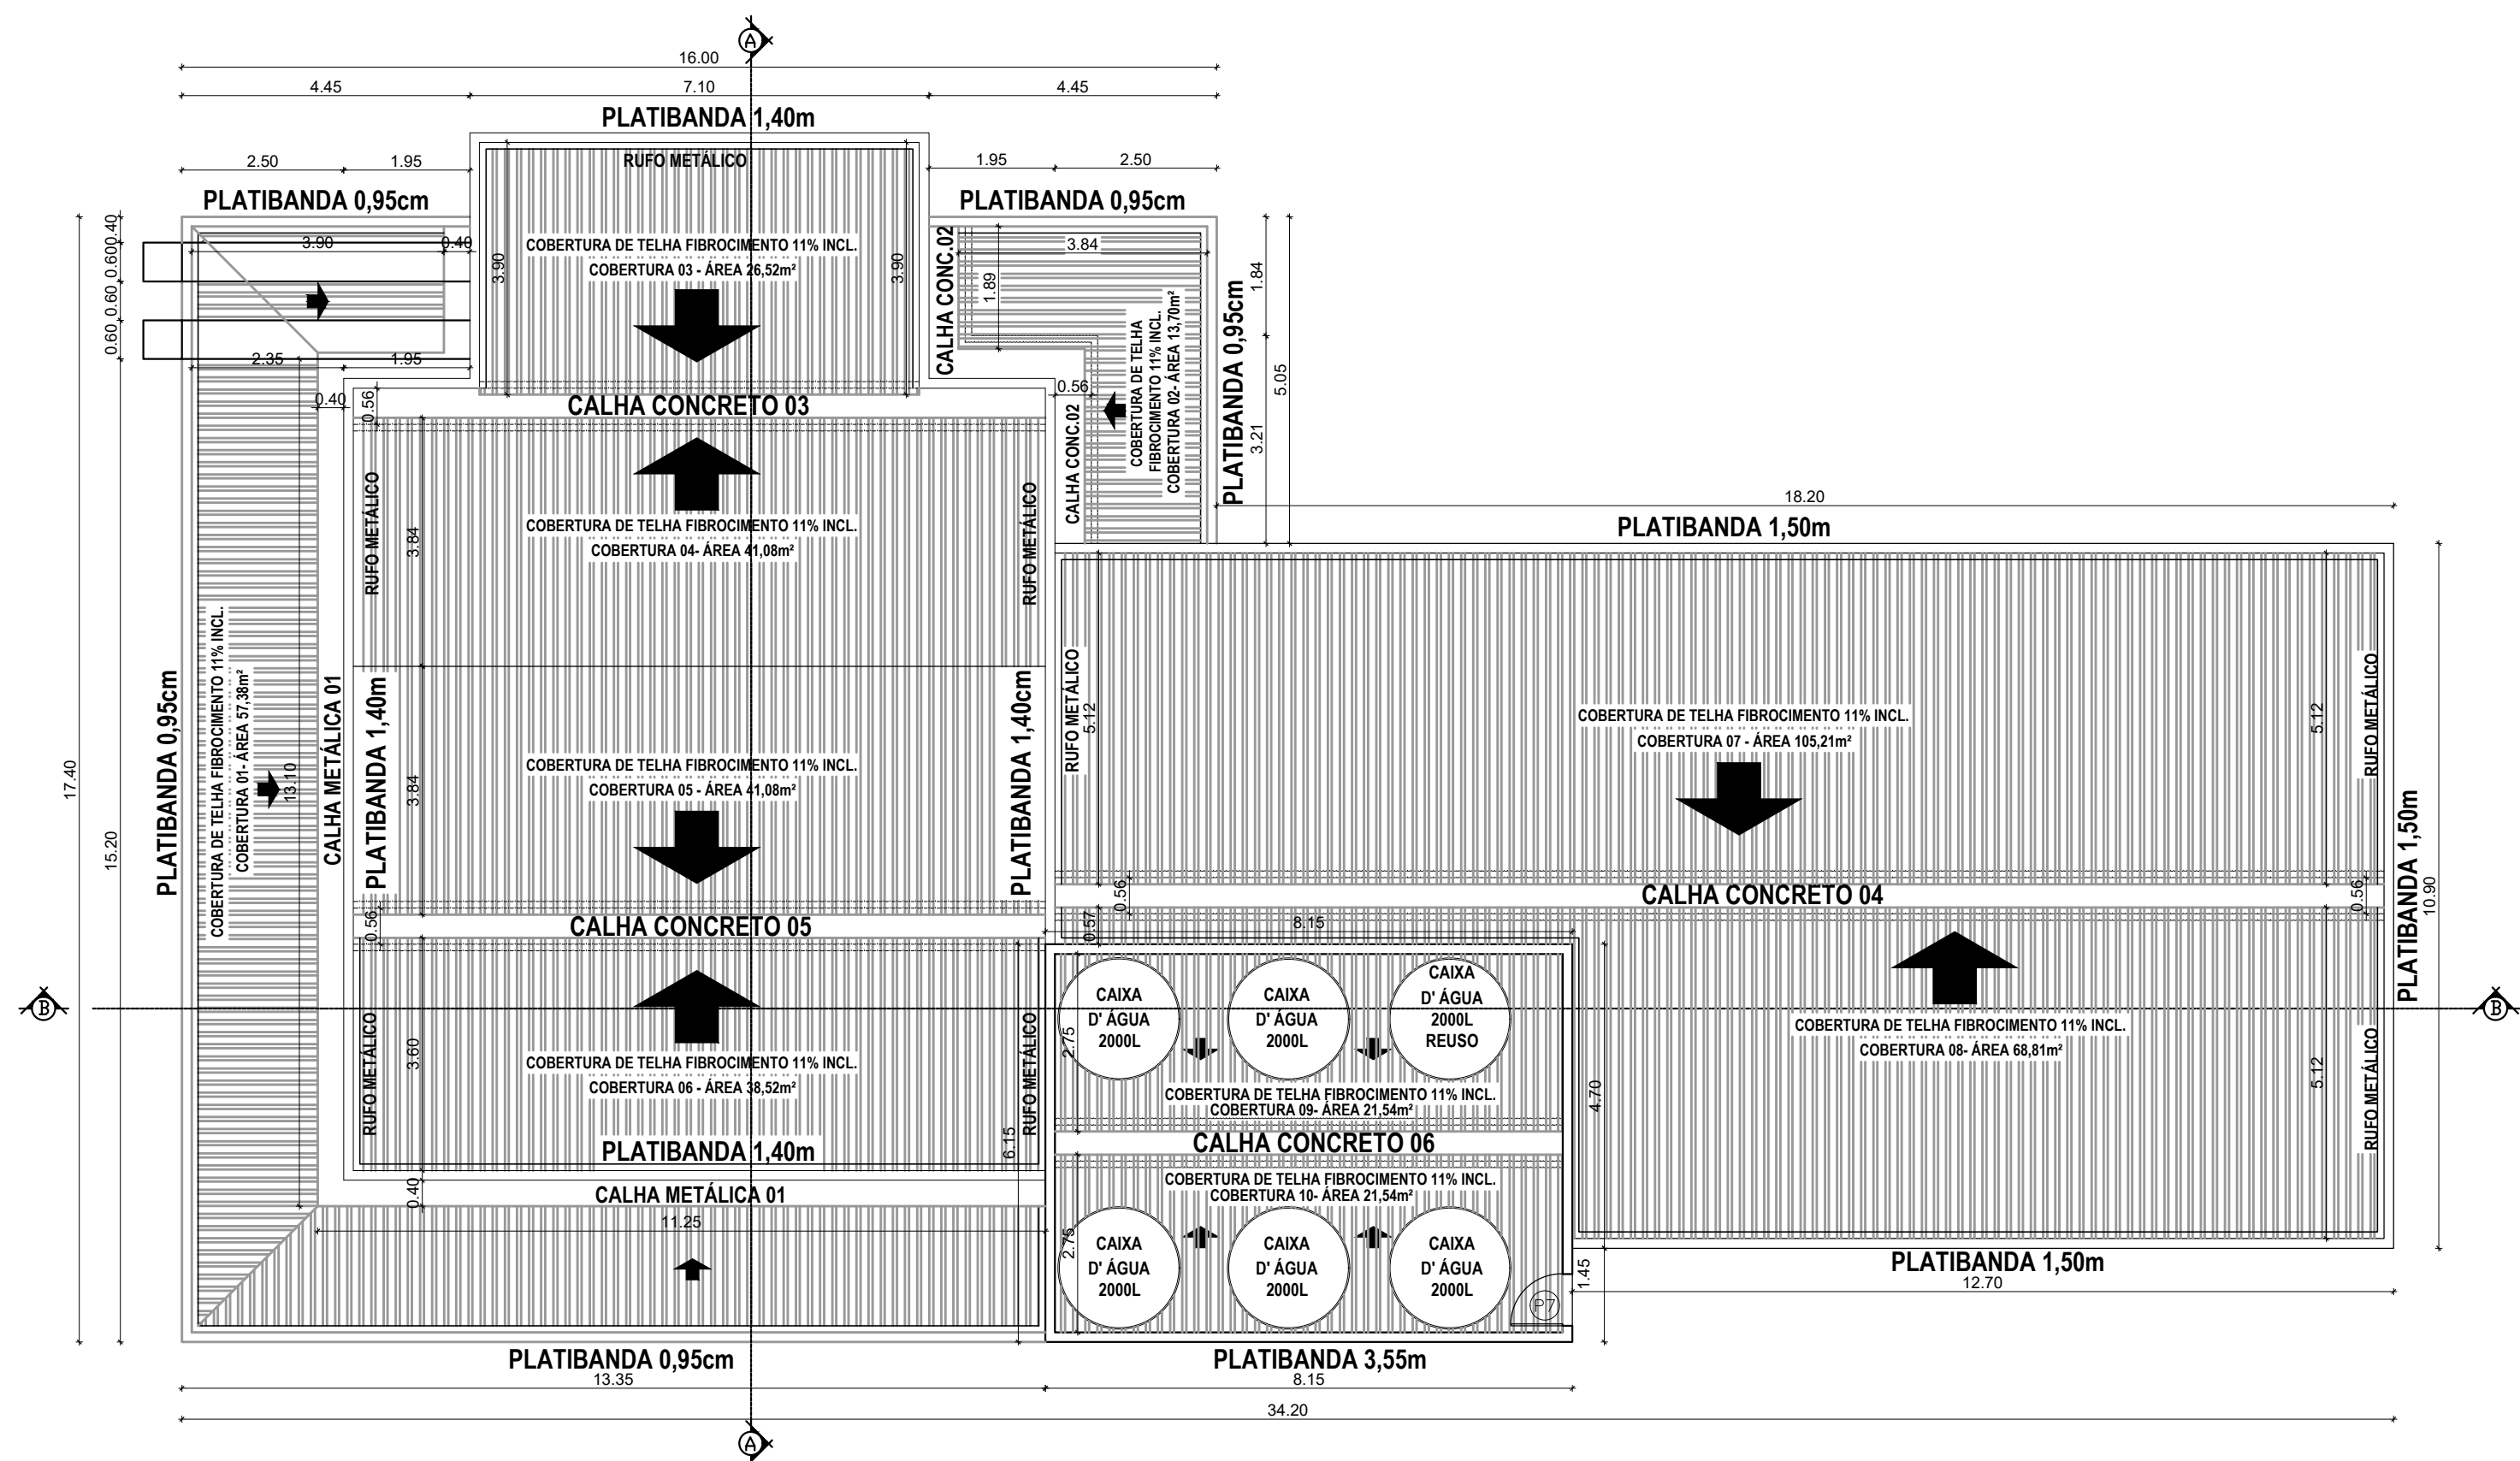 A
16.00
4.45
7.10
4.45
PLATIBANDA 1,40m
RUFO METÁLICO
2.50
1.95
1.95
2.50
PLATIBANDA 0,95cm
PLATIBANDA 0,95cm
0.40
0.60
0.60
0.60
3.90
0.40
3.90
3.90
COBERTURA DE TELHA FIBROCIMENTO 11% INCL.
COBERTURA 03 - ÁREA 26,52m²
CALHA CONC.02
3.84
1.89
1.84
5.05
3.21
PLATIBANDA 0,95cm
COBERTURA DE TELHA
FIBROCIMENTO 11% INCL.
COBERTURA 02- ÁREA 13,70m²
2.35
1.95
0.40
0.56
CALHA CONCRETO 03
0.56
CALHA CONC.02
RUFO METÁLICO
3.84
COBERTURA DE TELHA FIBROCIMENTO 11% INCL.
COBERTURA 04- ÁREA 41,08m²
RUFO METÁLICO
18.20
PLATIBANDA 1,50m
17.40
15.20
PLATIBANDA 0,95cm
COBERTURA DE TELHA FIBROCIMENTO 11% INCL.
COBERTURA 01- ÁREA 57,38m²
13.10
CALHA METÁLICA 01
PLATIBANDA 1,40m
3.84
COBERTURA DE TELHA FIBROCIMENTO 11% INCL.
COBERTURA 05 - ÁREA 41,08m²
PLATIBANDA 1,40cm
RUFO METÁLICO
5.12
COBERTURA DE TELHA FIBROCIMENTO 11% INCL.
COBERTURA 07 - ÁREA 105,21m²
5.12
RUFO METÁLICO
PLATIBANDA 1,50m
10.90
0.56
CALHA CONCRETO 05
0.56
0.57
8.15
CALHA CONCRETO 04
0.56
B
B
RUFO METÁLICO
3.60
COBERTURA DE TELHA FIBROCIMENTO 11% INCL.
COBERTURA 06 - ÁREA 38,52m²
RUFO METÁLICO
PLATIBANDA 1,40m
6.15
CAIXA
D' ÁGUA
2000L
CAIXA
D' ÁGUA
2000L
CAIXA
D' ÁGUA
2000L
REUSO
2.75
COBERTURA DE TELHA FIBROCIMENTO 11% INCL.
COBERTURA 09- ÁREA 21,54m²
CALHA CONCRETO 06
COBERTURA DE TELHA FIBROCIMENTO 11% INCL.
COBERTURA 10- ÁREA 21,54m²
2.75
CAIXA
D' ÁGUA
2000L
CAIXA
D' ÁGUA
2000L
CAIXA
D' ÁGUA
2000L
P7
4.70
1.45
COBERTURA DE TELHA FIBROCIMENTO 11% INCL.
COBERTURA 08- ÁREA 68,81m²
5.12
RUFO METÁLICO
0.40
CALHA METÁLICA 01
11.25
PLATIBANDA 1,50m
12.70
PLATIBANDA 0,95cm
PLATIBANDA 3,55m
13.35
8.15
34.20
A